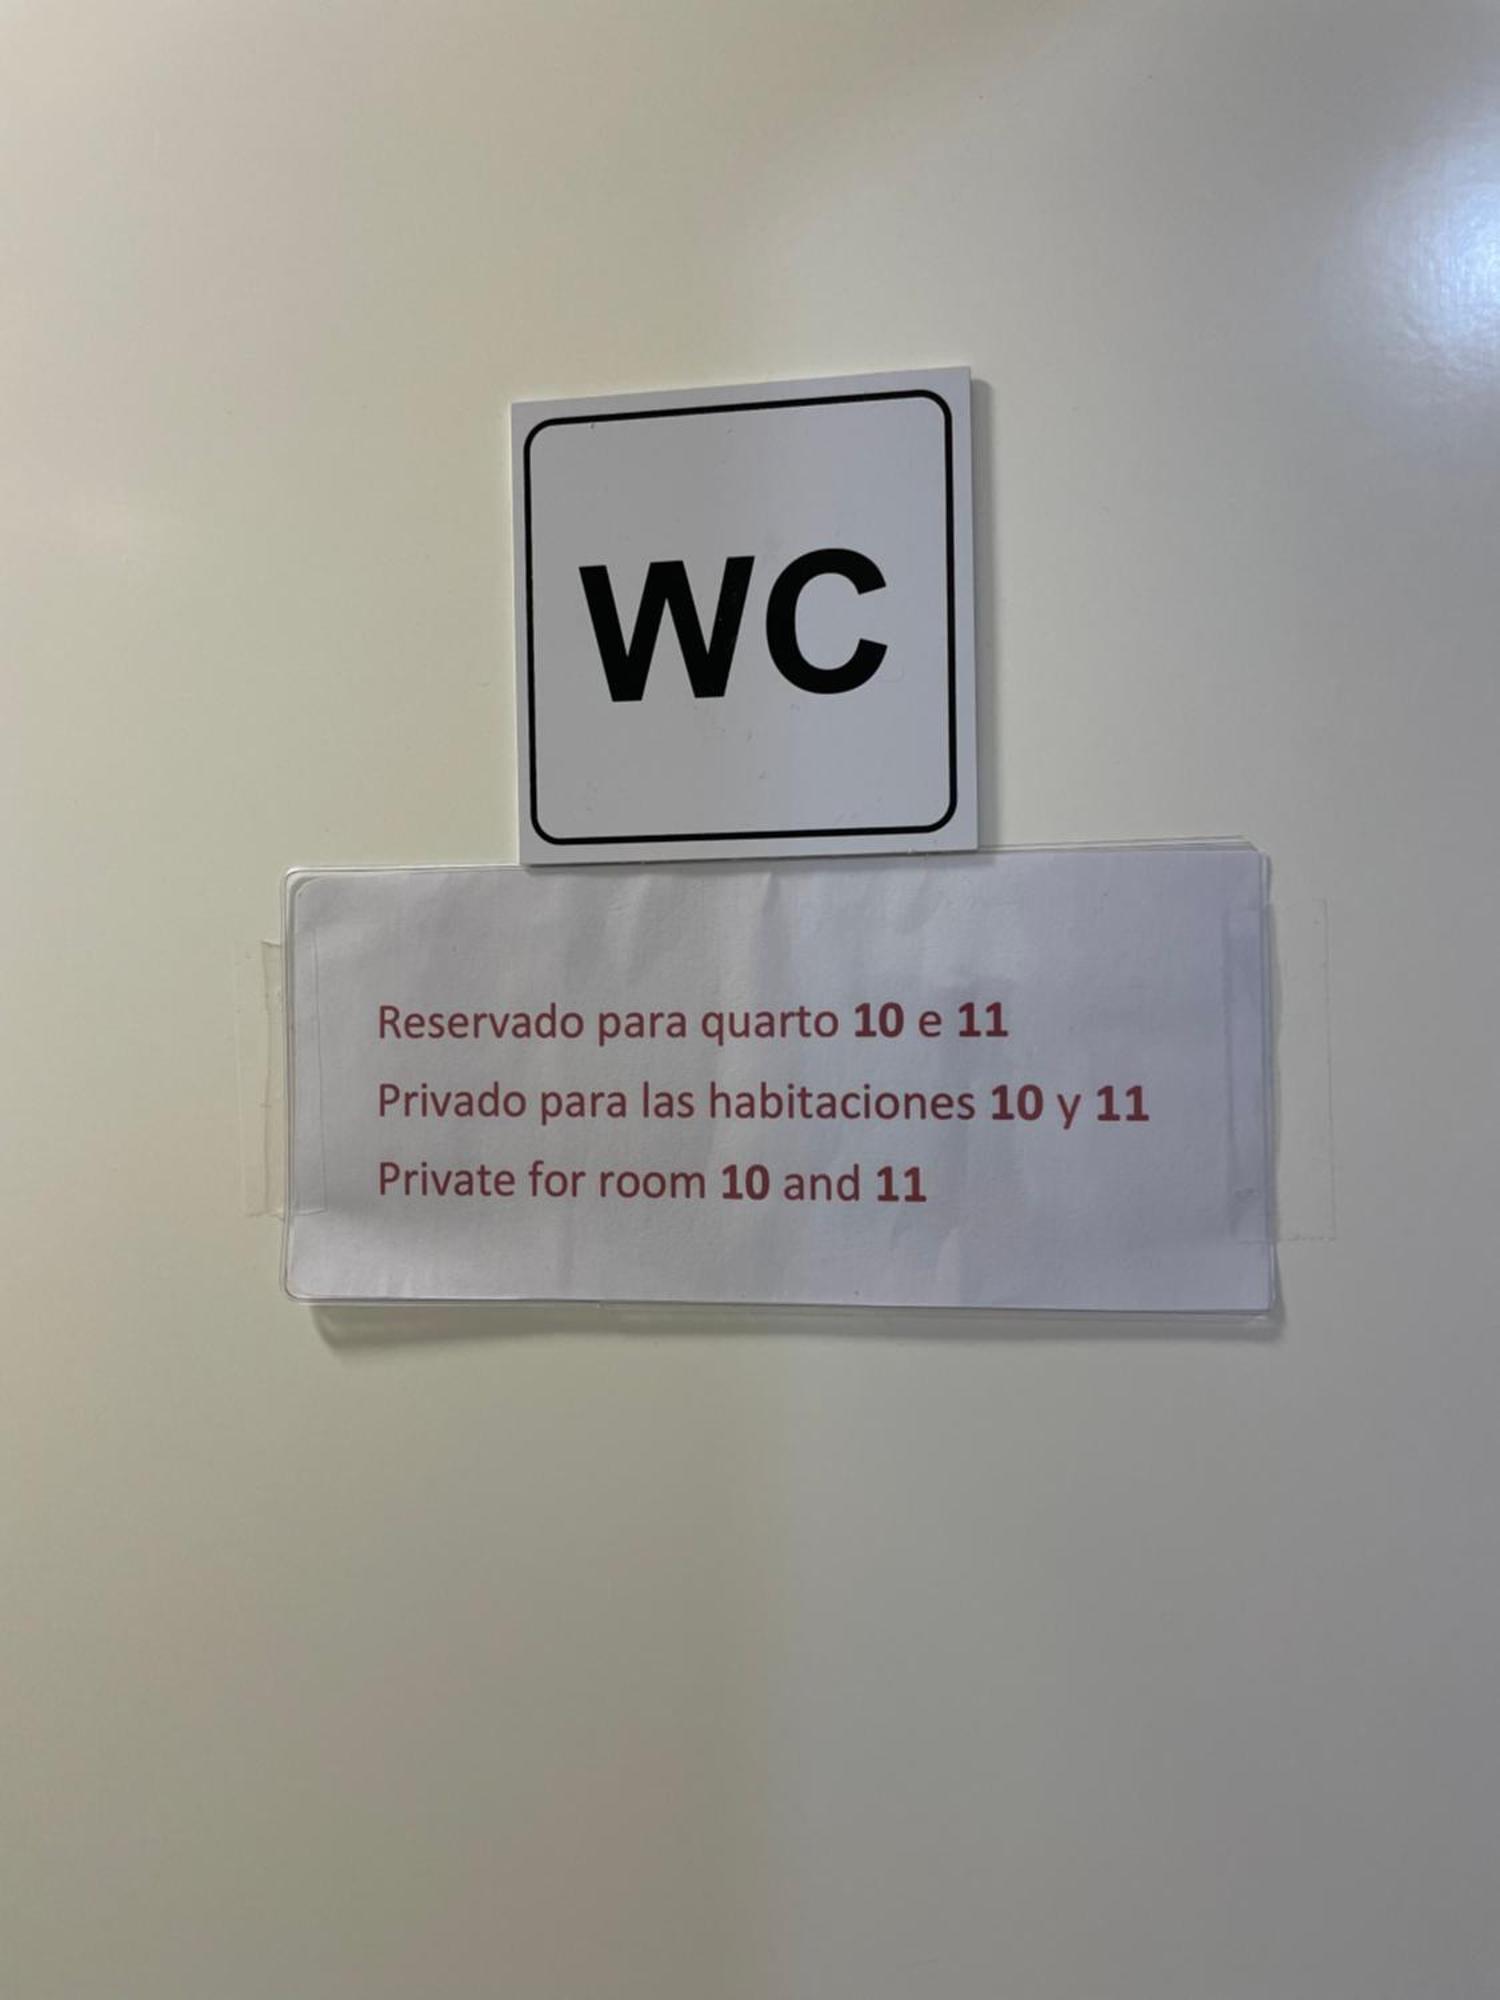 WC
Reservado para quarto 10 e 11
Privado para las habitaciones 10 y 11
Private for room 10 and 11